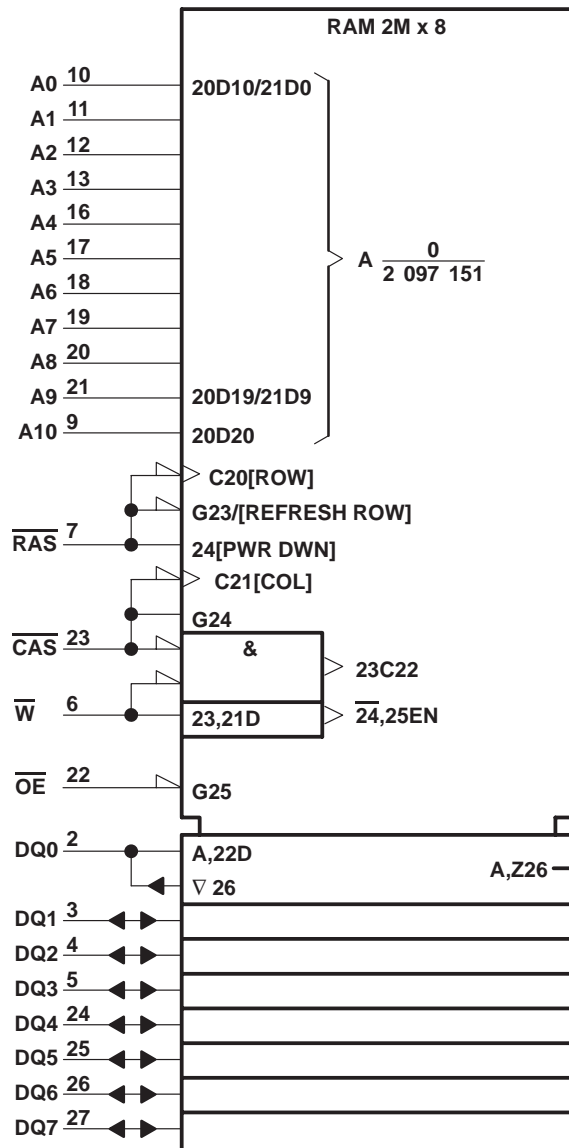 RAM 2M x 8
A0 10 20D10/21D0
A1 11
A2 12
A3 13
A4 16
A5 17 A 0
2 097 151
A6 18
A7 19
A8 20
A9 21 20D19/21D9
A10 9 20D20
C20[ROW]
G23/[REFRESH ROW]
RAS 7 24[PWR DWN]
C21[COL]
G24
CAS 23 &
23C22
W 6 23,21D 24,25EN
OE 22 G25
DQ0 2 A,22D
A,Z26
∇ 26
DQ1 3
DQ2 4
DQ3 5
DQ4 24
DQ5 25
DQ6 26
DQ7 27